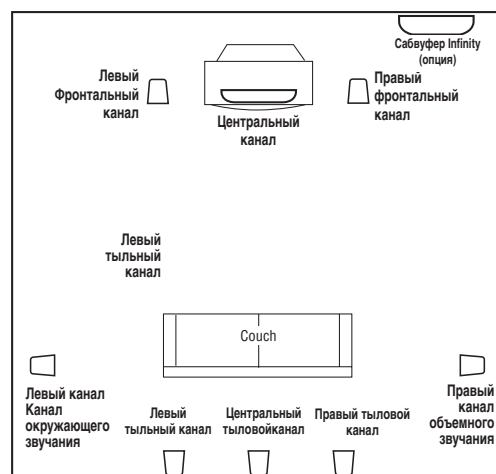 Сабвуфер Infinity
(опция)
Левый
Фронтальный
канал
Правый
фронтальный
канал
Центральный
канал
Левый
тыльный
канал
Couch
Левый канал
Канал
окружающего
звучания
Левый
тыльный канал
Центральный
тыловойканал
Правый тыловой
канал
Правый
канал
объемного
звучания